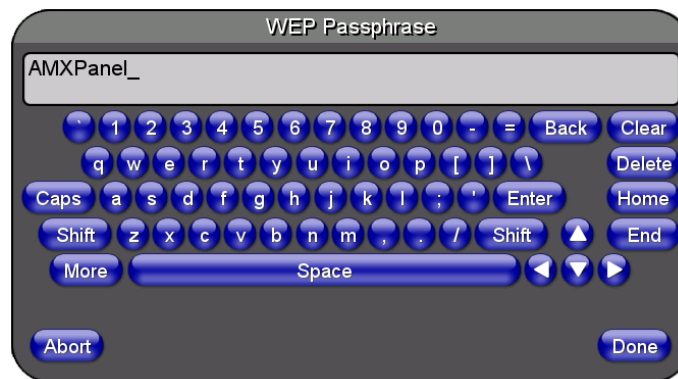 WEP Passphrase
AMXPanel_
` 1 2 3 4 5 6 7 8 9 0 - = Back Clear
q w e r t y u i o p [ ] \ Delete
Caps a s d f g h j k l ; ' Enter Home
Shift z x c v b n m , . / Shift End
More Space
Abort Done